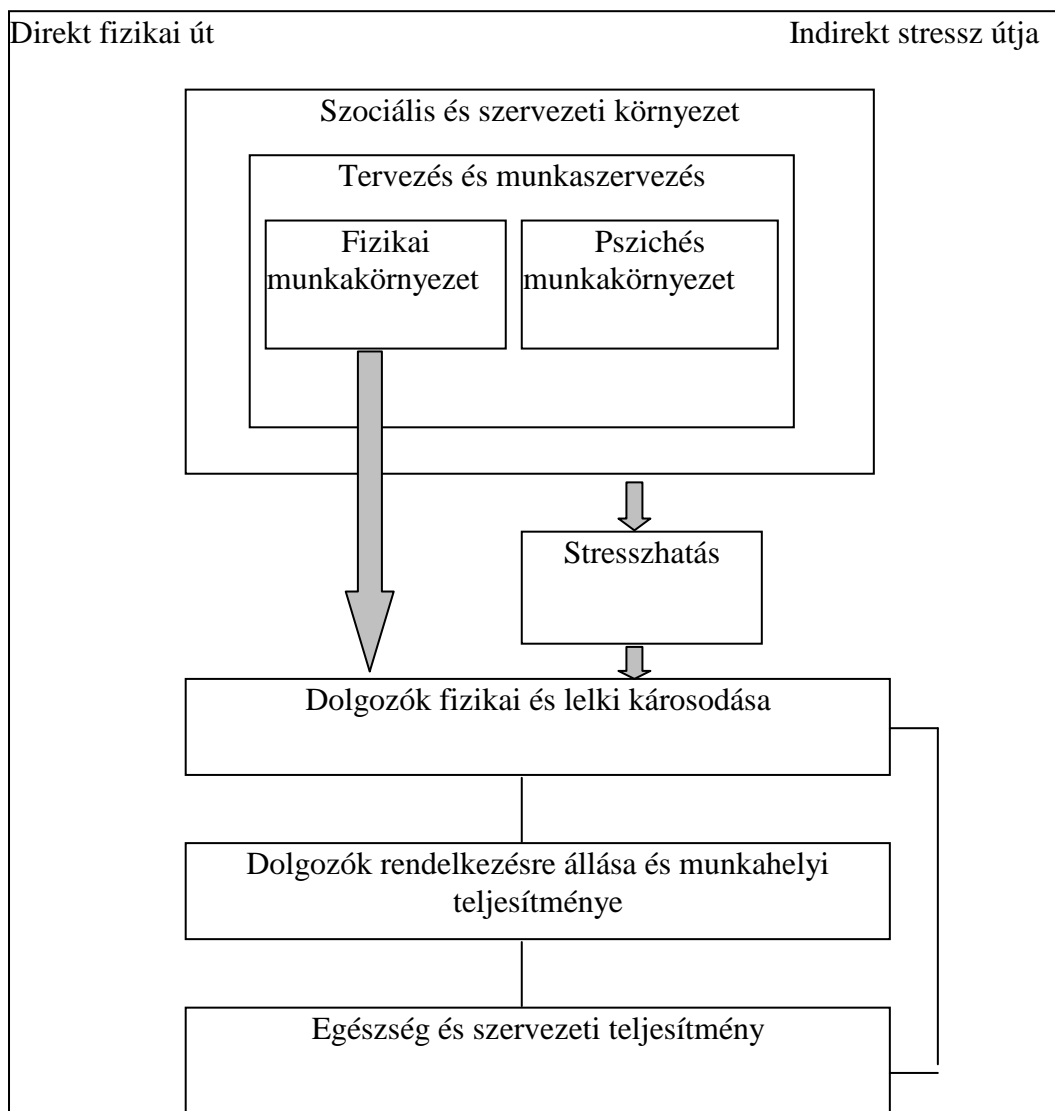 Direkt fizikai út
Indirekt stressz útja
Szociális és szervezeti környezet
Tervezés és munkaszervezés
Fizikai
munkakörnyezet
Pszichés
munkakörnyezet
Stresszhatás
Dolgozók fizikai és lelki károsodása
Dolgozók rendelkezésre állása és munkahelyi
teljesítménye
Egészség és szervezeti teljesítmény